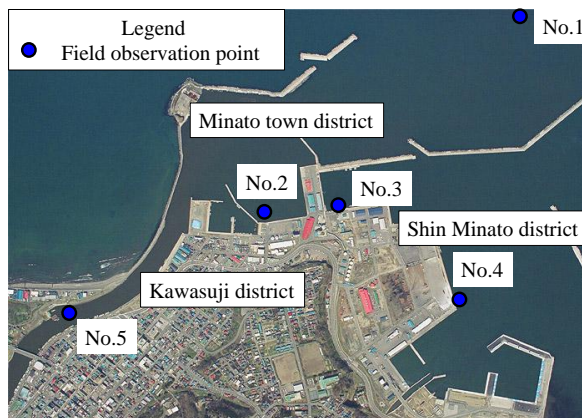 Legend
Field observation point
No.1
Minato town district
No.2
No.3
Shin Minato district
No.4
Kawasuji district
No.5